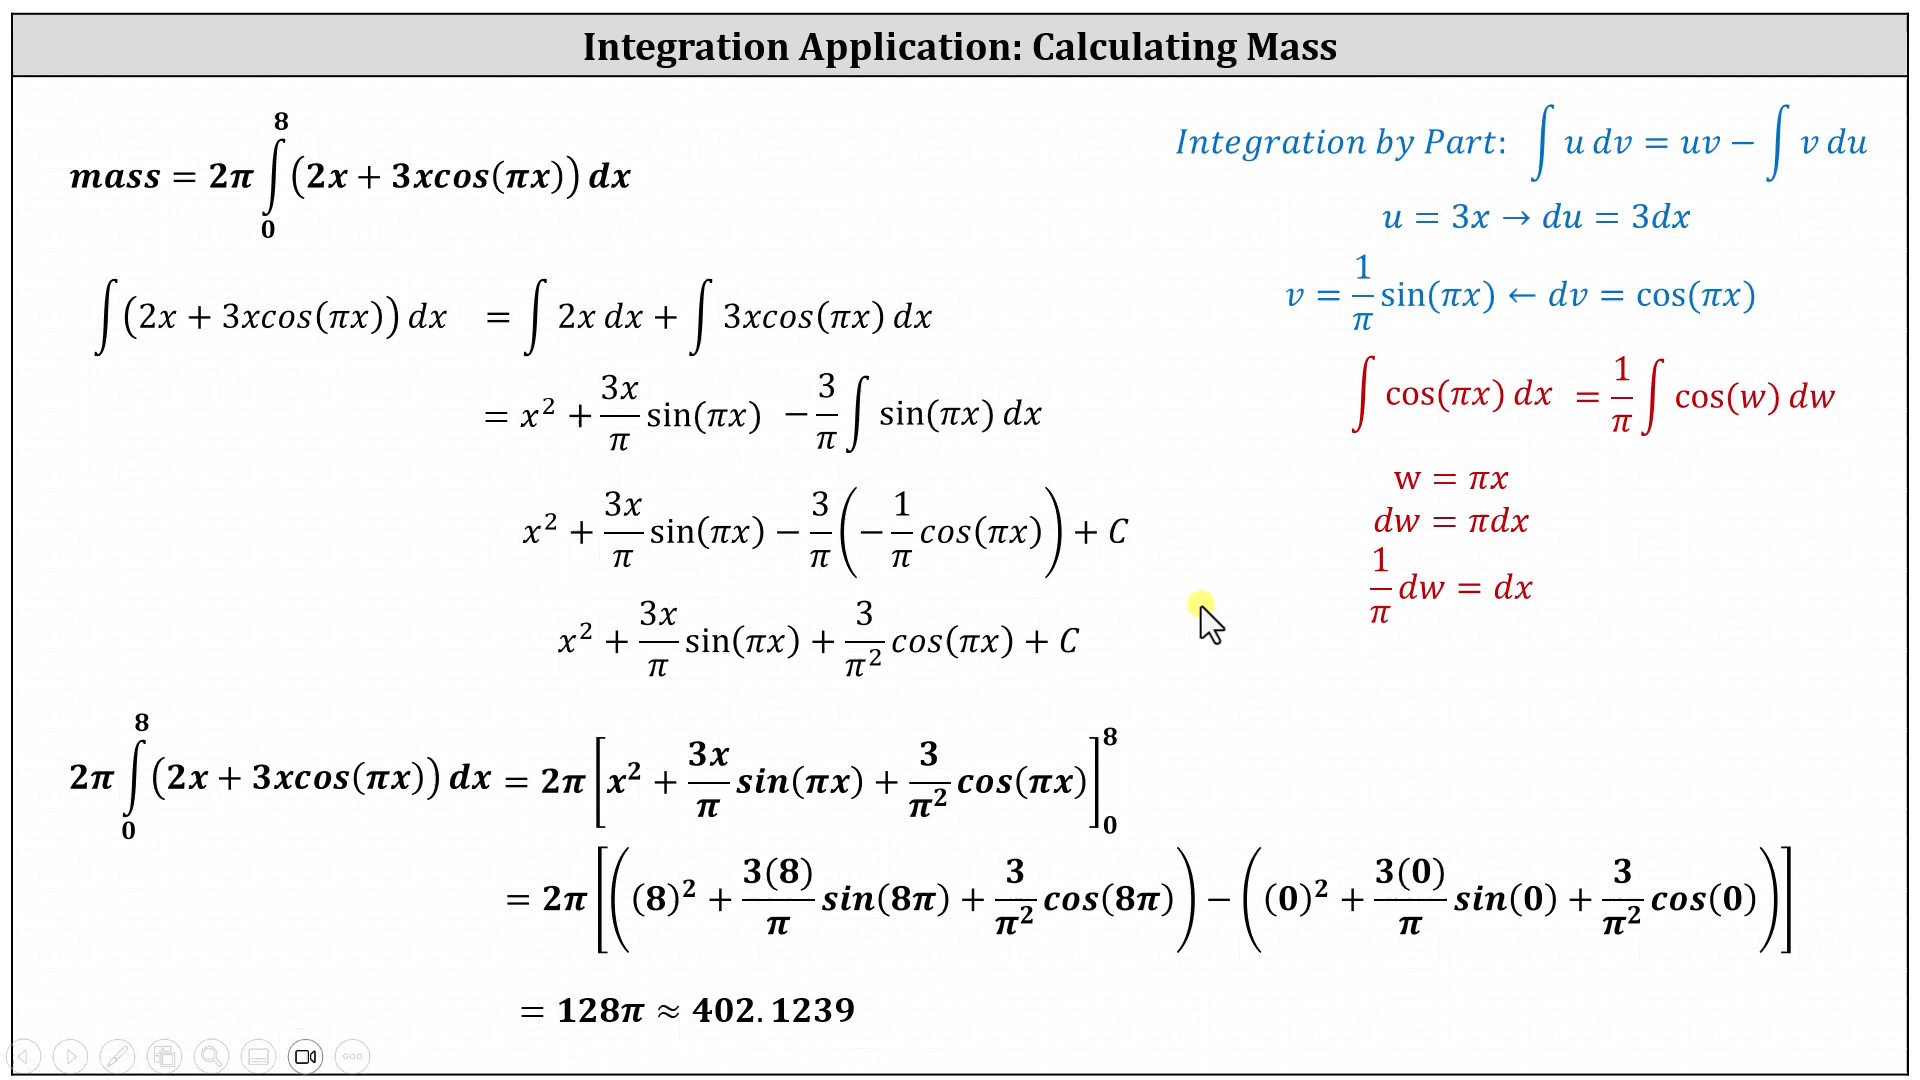 Integration Application: Calculating Mass
mass = 2π ∫₀⁸ (2x + 3xcos(πx)) dx
∫ (2x + 3xcos(πx)) dx = ∫ 2x dx + ∫ 3xcos(πx) dx
= x² + 3x/π sin(πx) − 3/π ∫ sin(πx) dx
x² + 3x/π sin(πx) − 3/π (−1/π cos(πx)) + C
x² + 3x/π sin(πx) + 3/π² cos(πx) + C
Integration by Part: ∫ u dv = uv − ∫ v du
u = 3x → du = 3dx
v = 1/π sin(πx) ← dv = cos(πx)
∫ cos(πx) dx = 1/π ∫ cos(w) dw
w = πx
dw = πdx
1/π dw = dx
2π ∫₀⁸ (2x + 3xcos(πx)) dx = 2π [x² + 3x/π sin(πx) + 3/π² cos(πx)]₀⁸
= 2π [((8)² + 3(8)/π sin(8π) + 3/π² cos(8π)) − ((0)² + 3(0)/π sin(0) + 3/π² cos(0))]
= 128π ≈ 402.1239